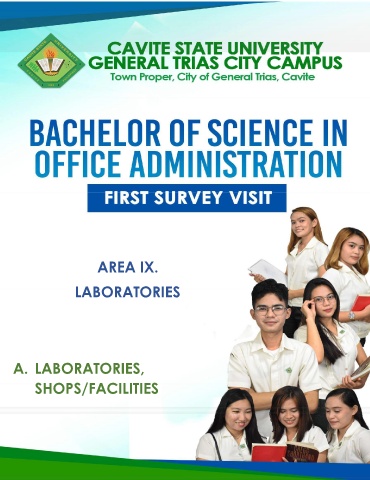 CAVITE STATE UNIVERSITY
GENERAL TRIAS CITY CAMPUS
Town Proper, City of General Trias, Cavite
BACHELOR OF SCIENCE IN
OFFICE ADMINISTRATION
FIRST SURVEY VISIT
AREA IX.
LABORATORIES
A. LABORATORIES,
SHOPS/FACILITIES